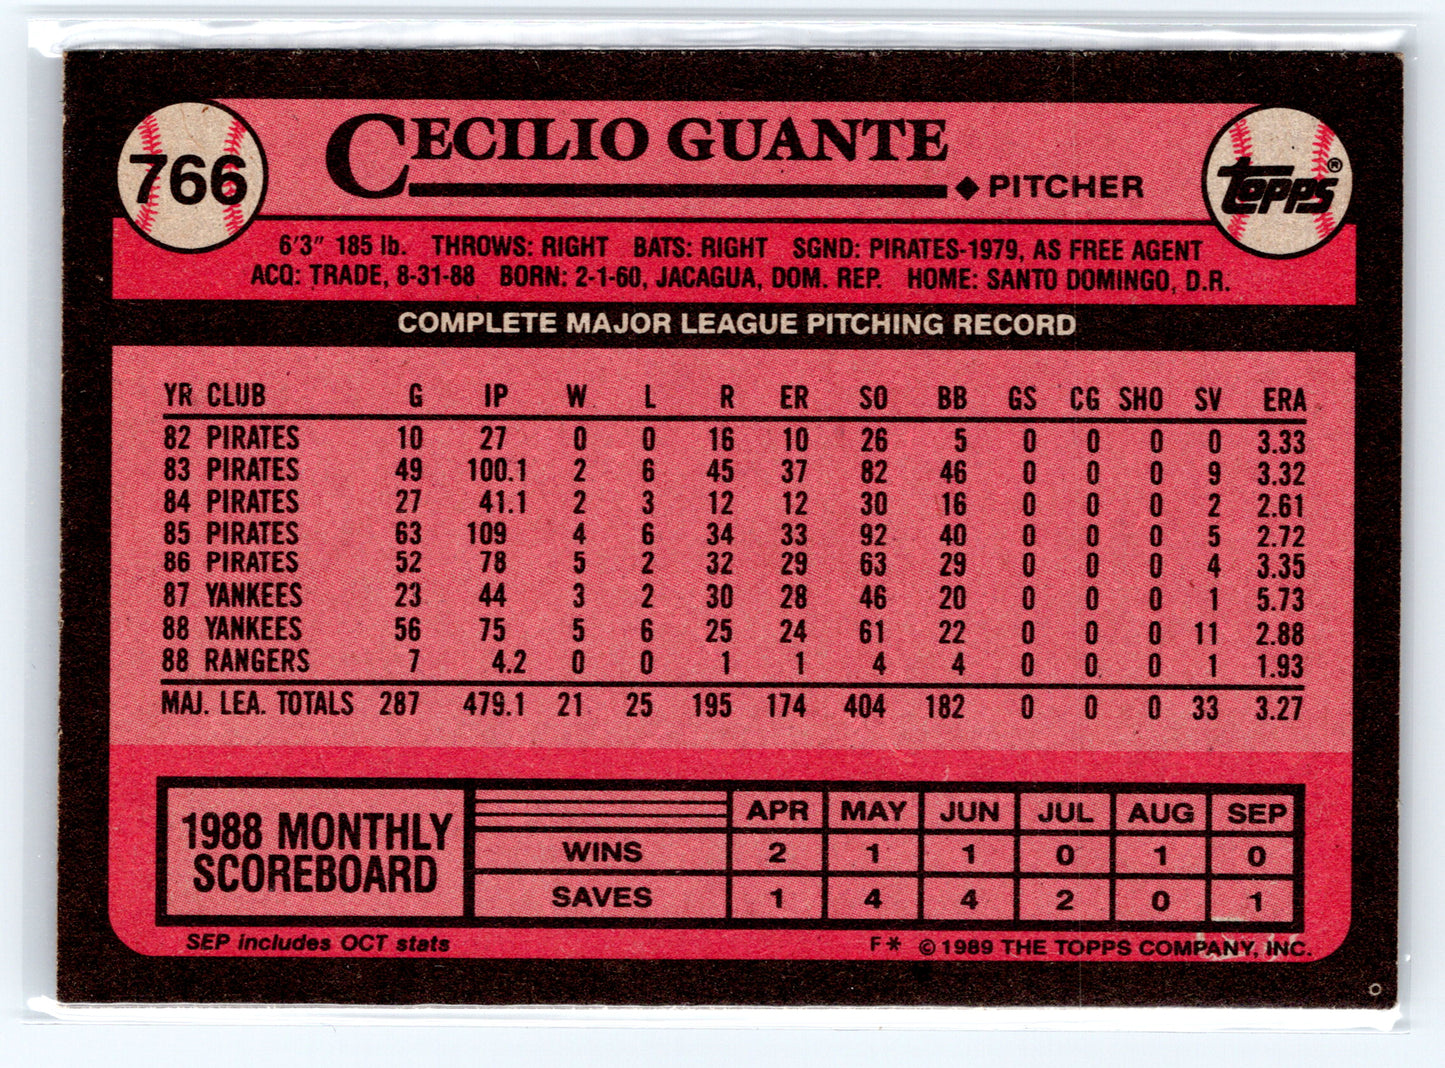 766
CECILIO GUANTE
◆ PITCHER
TOPPS®
6'3" 185 lb. THROWS: RIGHT BATS: RIGHT SGND: PIRATES-1979, AS FREE AGENT
ACQ: TRADE, 8-31-88 BORN: 2-1-60, JACAGUA, DOM. REP. HOME: SANTO DOMINGO, D.R.
COMPLETE MAJOR LEAGUE PITCHING RECORD
YR CLUB G IP W L R ER SO BB GS CG SHO SV ERA
82 PIRATES 10 27 0 0 16 10 26 5 0 0 0 0 3.33
83 PIRATES 49 100.1 2 6 45 37 82 46 0 0 0 9 3.32
84 PIRATES 27 41.1 2 3 12 12 30 16 0 0 0 2 2.61
85 PIRATES 63 109 4 6 34 33 92 40 0 0 0 5 2.72
86 PIRATES 52 78 5 2 32 29 63 29 0 0 0 4 3.35
87 YANKEES 23 44 3 2 30 28 46 20 0 0 0 1 5.73
88 YANKEES 56 75 5 6 25 24 61 22 0 0 0 11 2.88
88 RANGERS 7 4.2 0 0 1 1 4 4 0 0 0 1 1.93
MAJ. LEA. TOTALS 287 479.1 21 25 195 174 404 182 0 0 0 33 3.27
1988 MONTHLY
SCOREBOARD
APR MAY JUN JUL AUG SEP
WINS 2 1 1 0 1 0
SAVES 1 4 4 2 0 1
SEP includes OCT stats
F* © 1989 THE TOPPS COMPANY, INC.